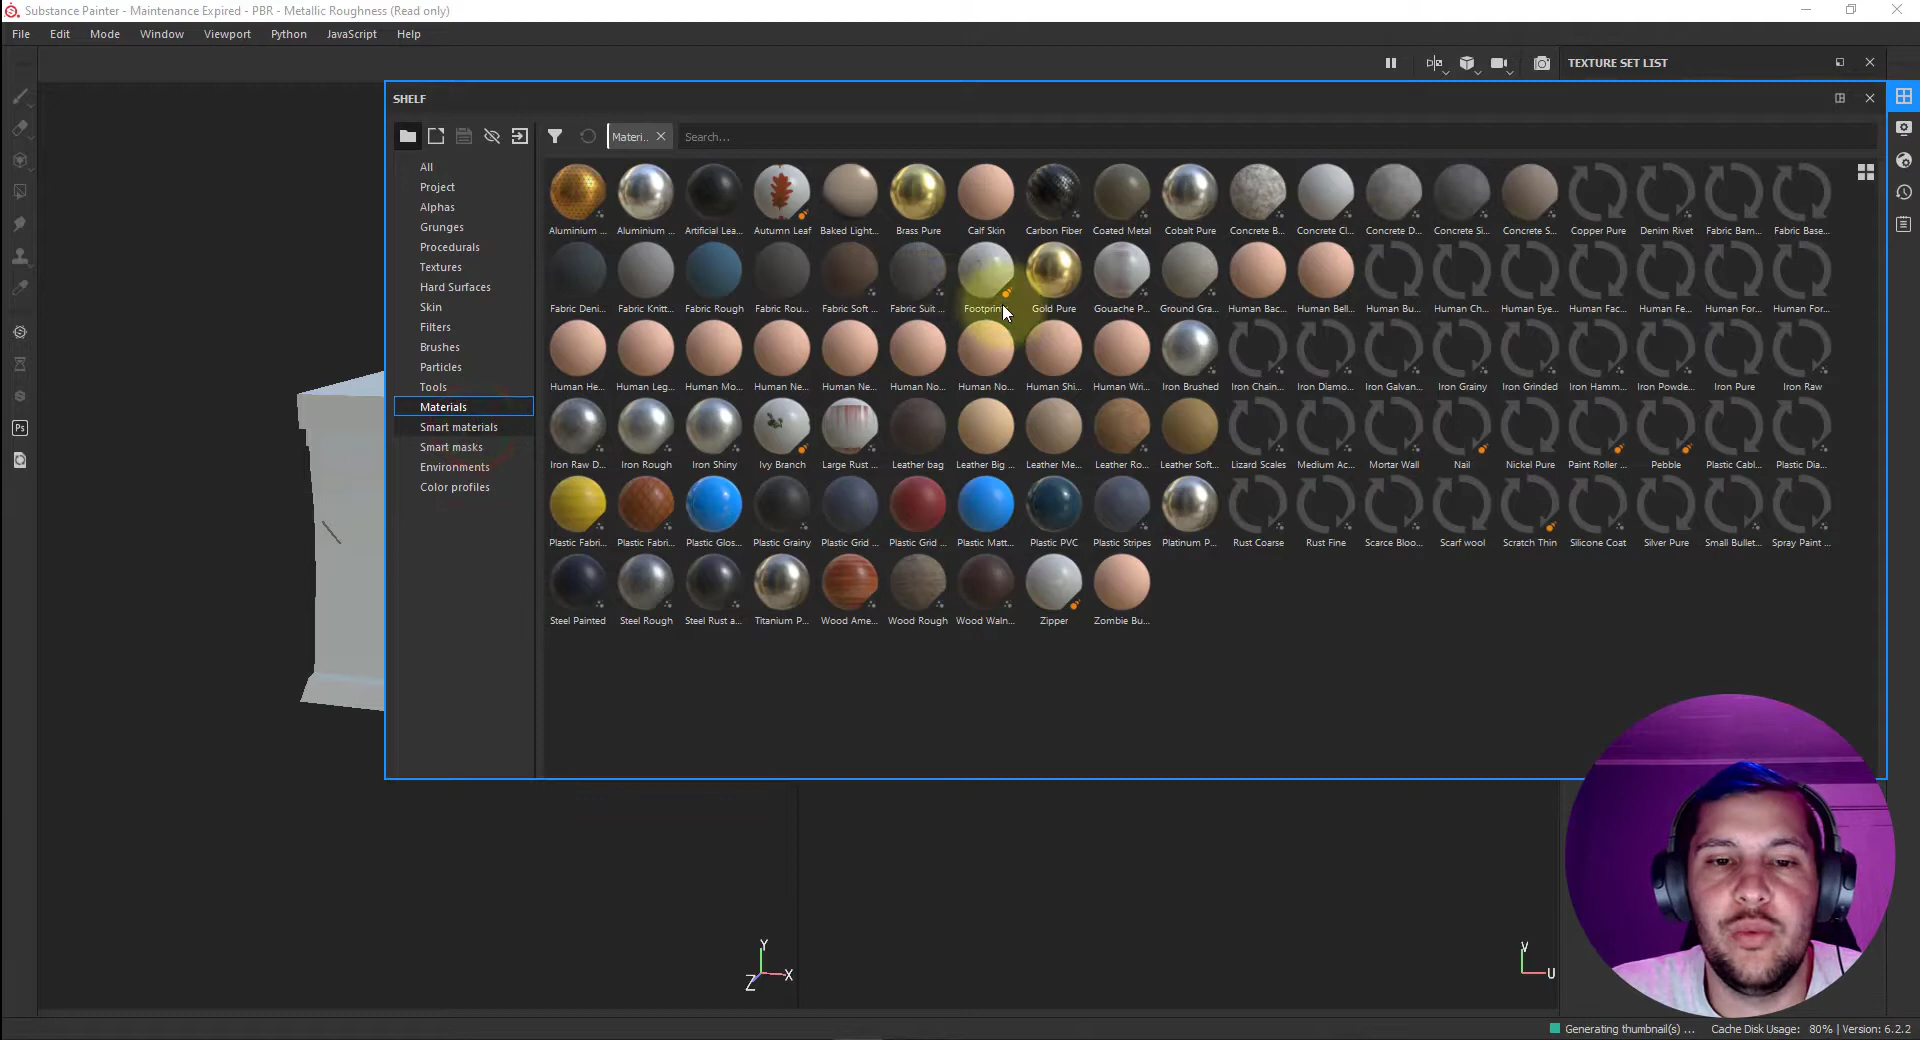 Substance Painter - Maintenance Expired - PBR - Metallic Roughness (Read only)
File Edit Mode Window Viewport Python JavaScript Help
TEXTURE SET LIST
SHELF
Materi.. Search...
All
Project
Alphas
Grunges
Procedurals
Textures
Hard Surfaces
Skin
Filters
Brushes
Particles
Tools
Materials
Smart materials
Smart masks
Environments
Color profiles
Aluminium ... Aluminium ... Artificial Lea... Autumn Leaf Baked Light... Brass Pure Calf Skin Carbon Fiber Coated Metal Cobalt Pure Concrete B... Concrete Cl... Concrete D... Concrete Si... Concrete S... Copper Pure Denim Rivet Fabric Bam... Fabric Base...
Fabric Deni... Fabric Knitt... Fabric Rough Fabric Rou... Fabric Soft ... Fabric Suit ... Footprin Gold Pure Gouache P... Ground Gra... Human Bac... Human Bell... Human Bu... Human Ch... Human Eye... Human Fac... Human Fe... Human For... Human For...
Human He... Human Leg... Human Mo... Human Ne... Human Ne... Human No... Human No... Human Shi... Human Wri... Iron Brushed Iron Chain... Iron Diamo... Iron Galvan... Iron Grainy Iron Grinded Iron Hamm... Iron Powde... Iron Pure Iron Raw
Iron Raw D... Iron Rough Iron Shiny Ivy Branch Large Rust ... Leather bag Leather Big ... Leather Me... Leather Ro... Leather Soft... Lizard Scales Medium Ac... Mortar Wall Nail Nickel Pure Paint Roller ... Pebble Plastic Cabl... Plastic Dia...
Plastic Fabri... Plastic Fabri... Plastic Glos... Plastic Grainy Plastic Grid ... Plastic Grid ... Plastic Matt... Plastic PVC Plastic Stripes Platinum P... Rust Coarse Rust Fine Scarce Bloo... Scarf wool Scratch Thin Silicone Coat Silver Pure Small Bullet... Spray Paint ...
Steel Painted Steel Rough Steel Rust a... Titanium P... Wood Ame... Wood Rough Wood Waln... Zipper Zombie Bu...
Ps
Y
Z X
V
U
Generating thumbnail(s) ... Cache Disk Usage: 80% | Version: 6.2.2